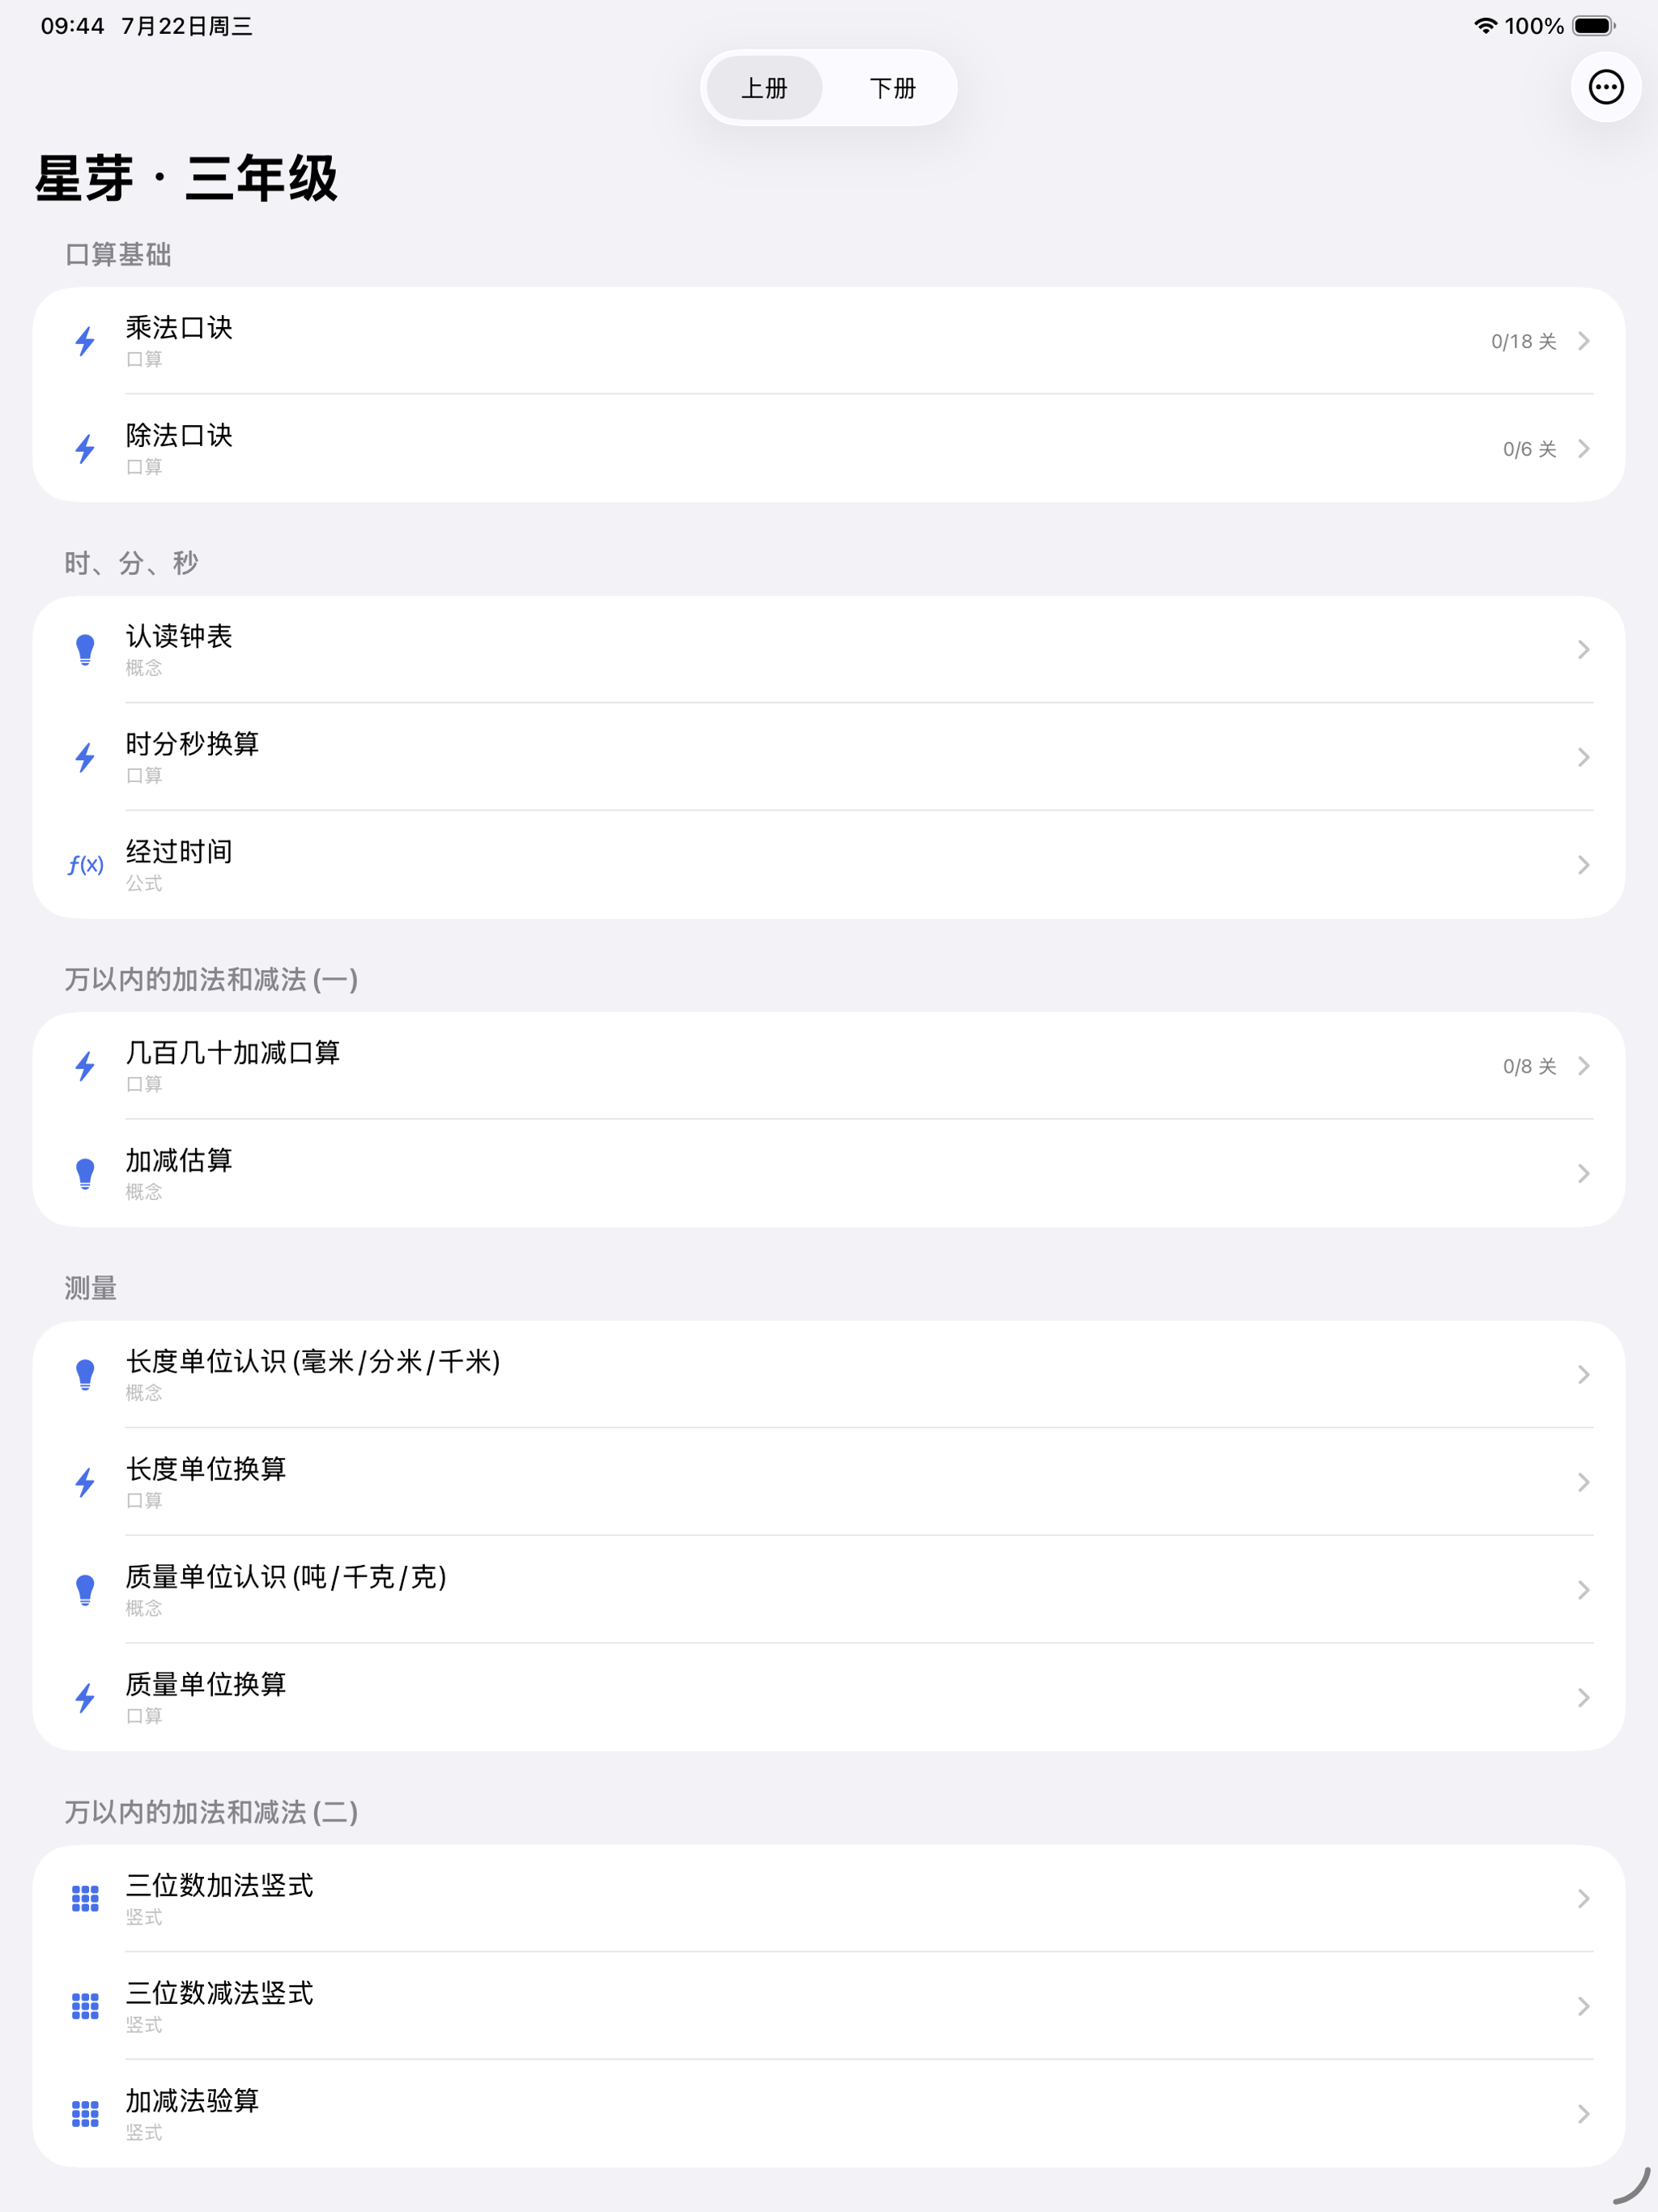 09:44 7月22日周三
100%
上册 下册
星芽 · 三年级
口算基础
乘法口诀
口算
0/18 关
除法口诀
口算
0/6 关
时、分、秒
认读钟表
概念
时分秒换算
口算
f(x)
经过时间
公式
万以内的加法和减法 (一)
几百几十加减口算
口算
0/8 关
加减估算
概念
测量
长度单位认识 (毫米/分米/千米)
概念
长度单位换算
口算
质量单位认识 (吨/千克/克)
概念
质量单位换算
口算
万以内的加法和减法 (二)
三位数加法竖式
竖式
三位数减法竖式
竖式
加减法验算
竖式